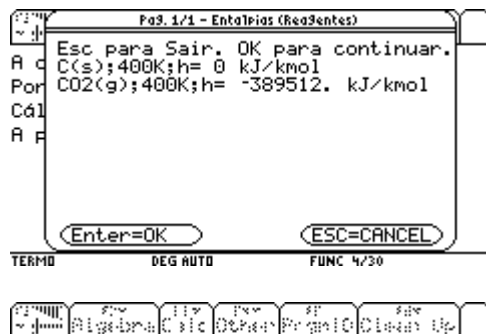 Pag. 1/1 - Entalpias (Reagentes)
Esc para Sair. OK para continuar.
C(s);400K;h= 0 kJ/kmol
CO2(g);400K;h= -389512. kJ/kmol
A
Por
Cál
A
Enter=OK
ESC=CANCEL
TERMO DEG AUTO FUNC 4/30
Algebra Calc Other PrgmIO Clean Up